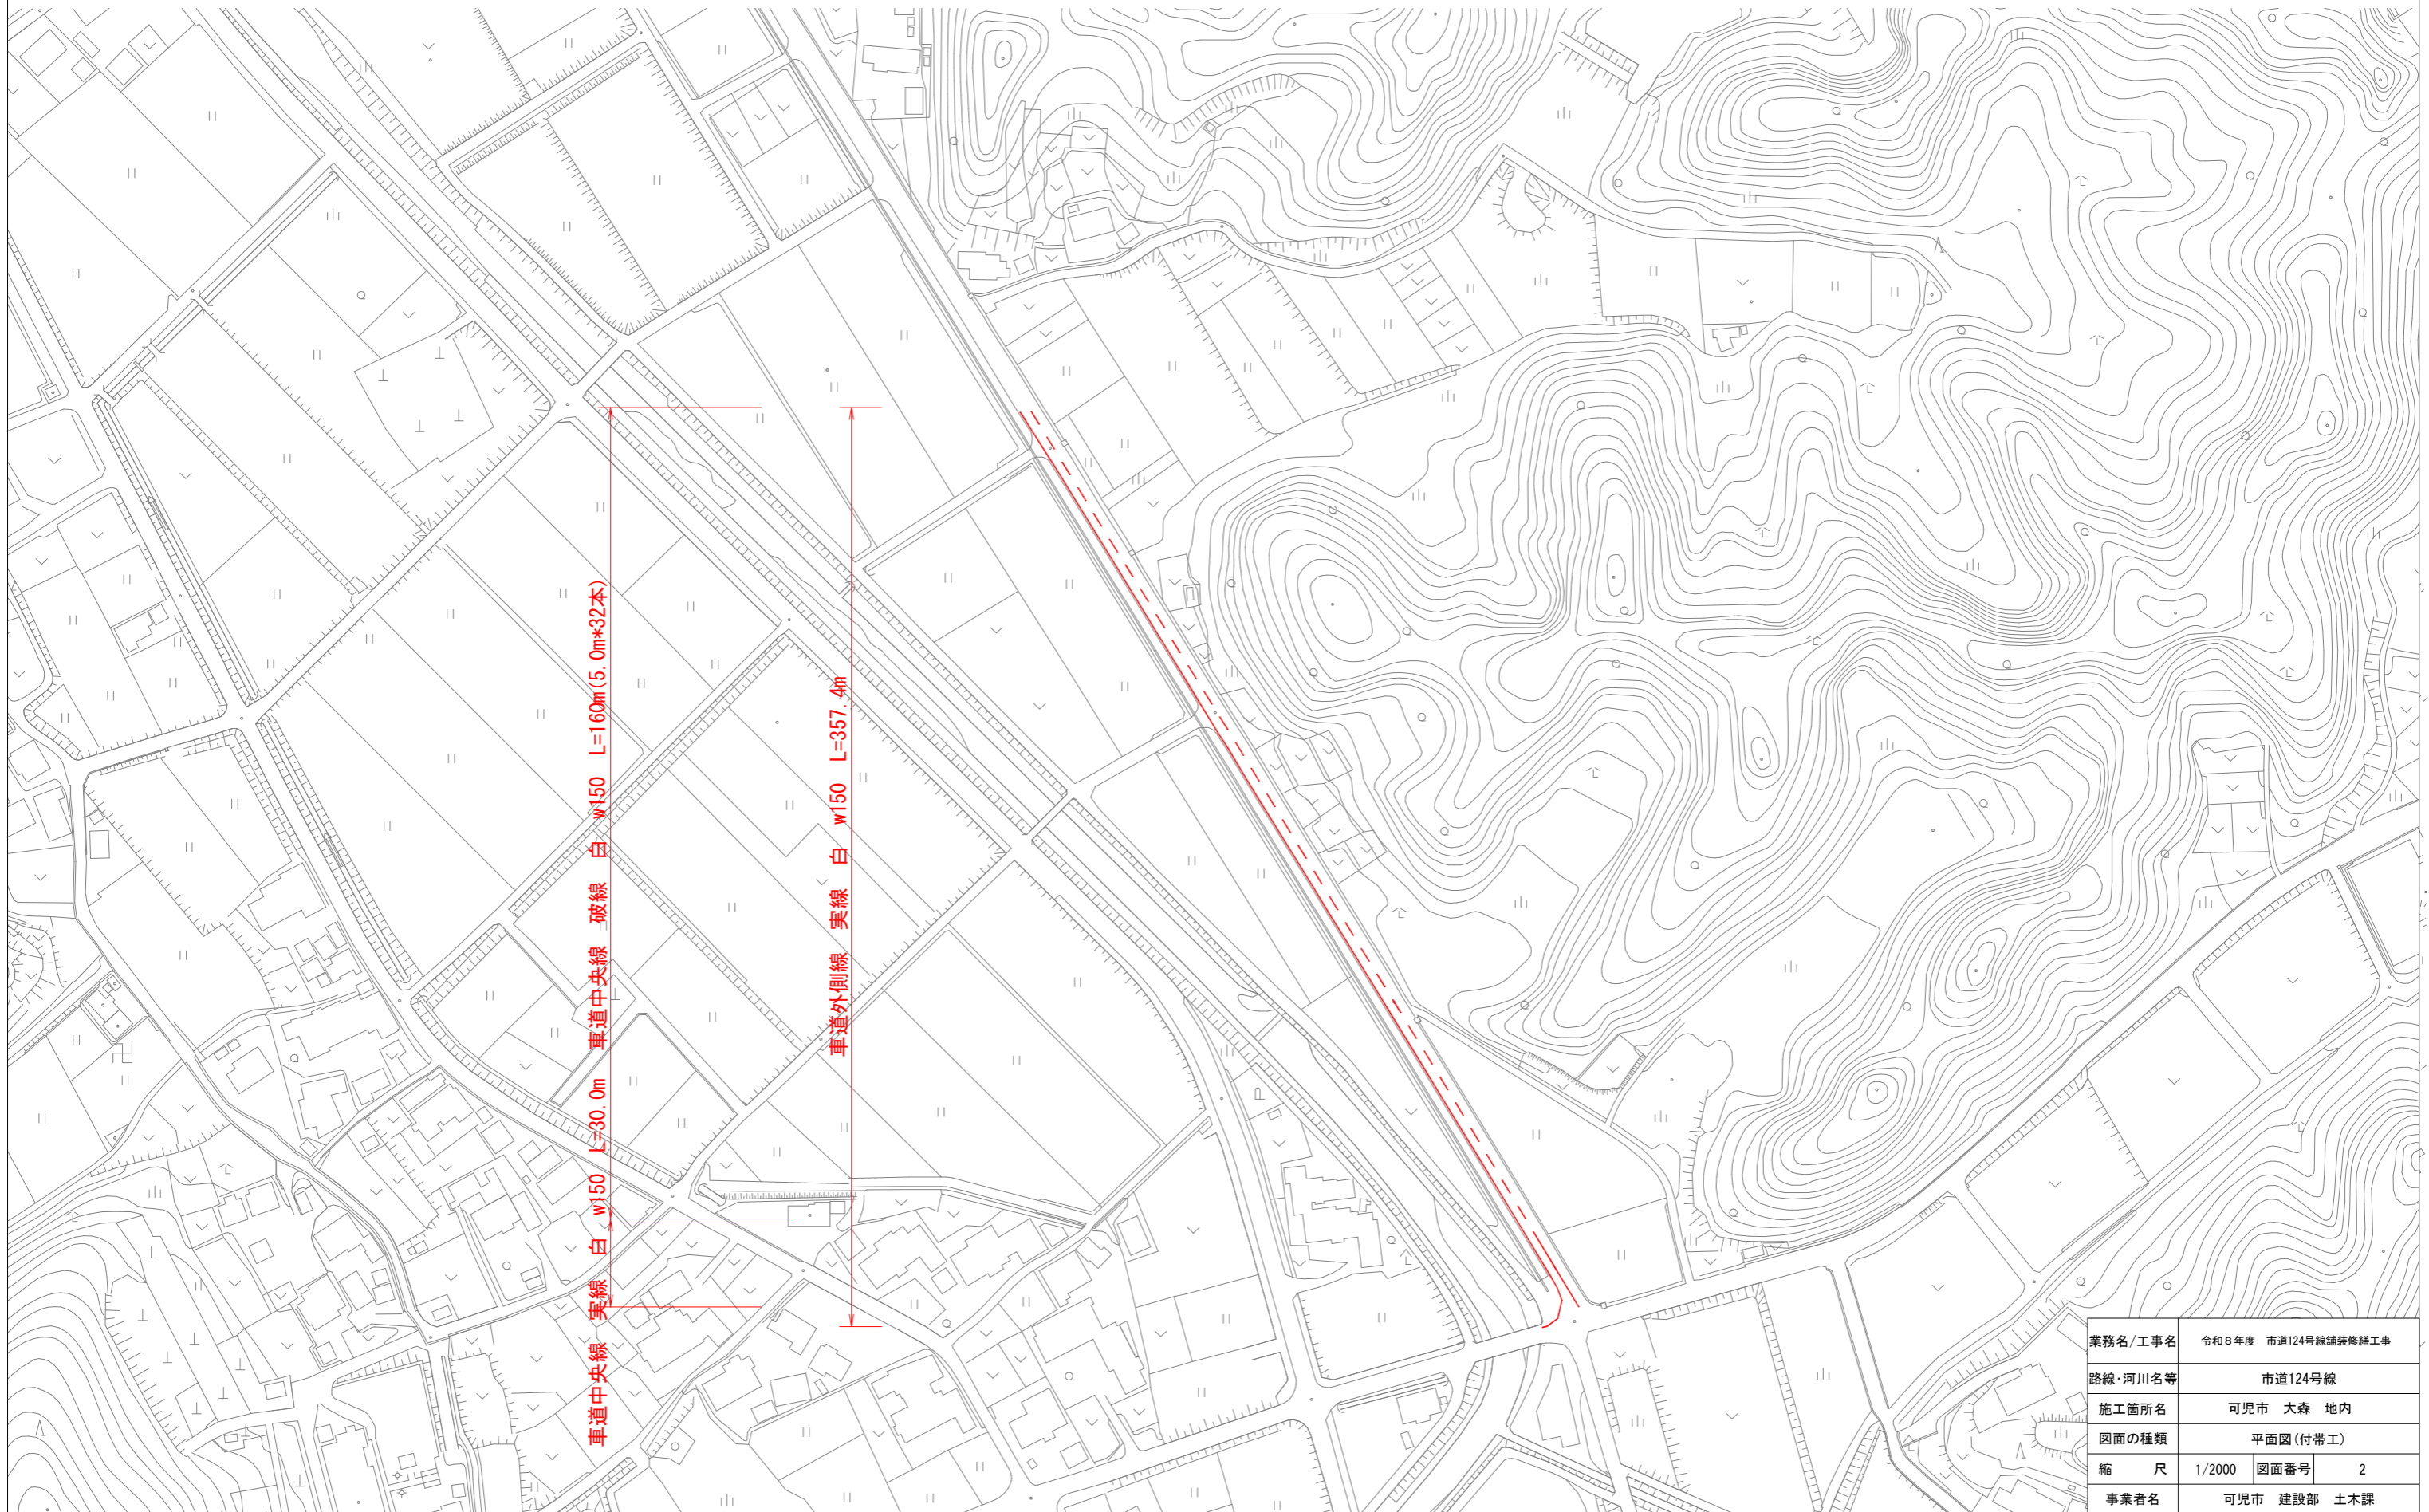 車道中央線 破線 白 w150 L=160m(5.0m*32本)
車道中央線 実線 白 w150 L=30.0m
車道外側線 実線 白 w150 L=357.4m
業務名/工事名 令和8年度 市道124号線舗装修繕工事
路線・河川名等 市道124号線
施工箇所名 可児市 大森 地内
図面の種類 平面図(付帯工)
縮 尺 1/2000 図面番号 2
事業者名 可児市 建設部 土木課